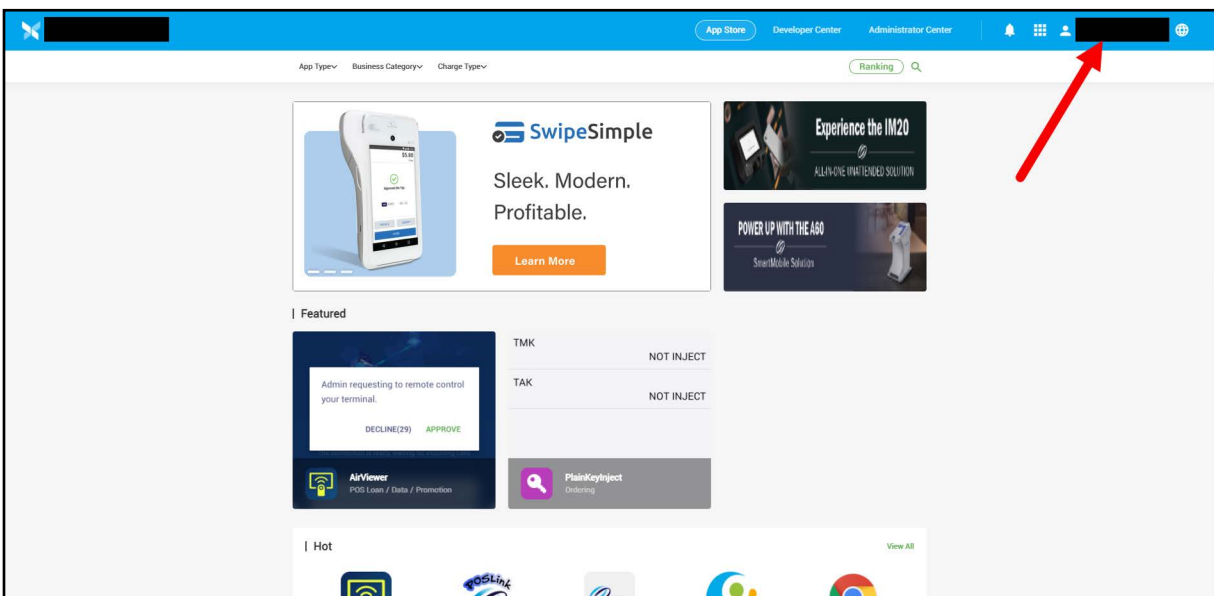 App Store Developer Center Administrator Center
App Type Business Category Charge Type Ranking
SwipeSimple
Sleek. Modern.
Profitable.
Learn More
$5.00
Experience the IM20
ALL-IN-ONE UNATTENDED SOLUTION
POWER UP WITH THE A60
SmartMobile Solution
| Featured
Admin requesting to remote control
your terminal.
DECLINE(29) APPROVE
AirViewer
POS Loan / Data / Promotion
TMK
NOT INJECT
TAK
NOT INJECT
PlainKeyInject
Ordering
| Hot
View All
POSLink